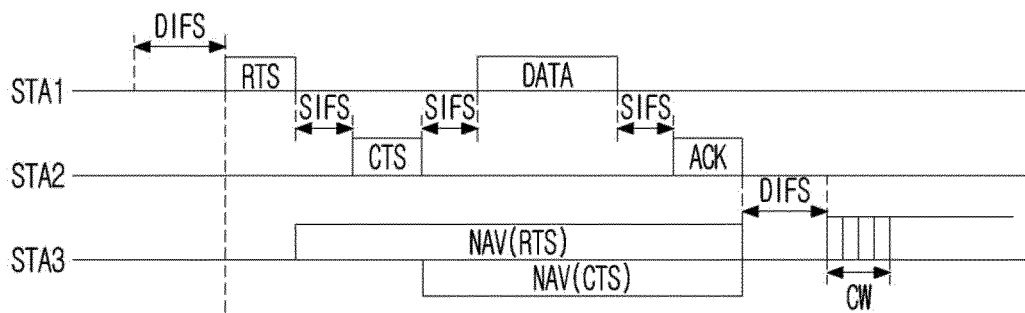 DIFS
STA1 RTS DATA
SIFS SIFS SIFS
STA2 CTS ACK
DIFS
STA3 NAV(RTS)
NAV(CTS)
CW